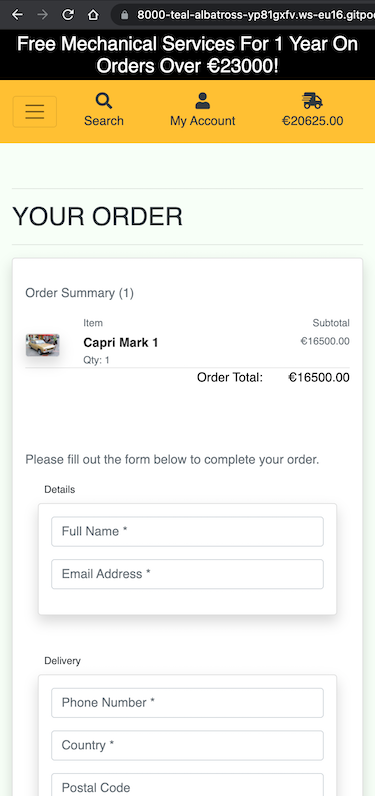 8000-teal-albatross-yp81gxfv.ws-eu16.gitpod
Free Mechanical Services For 1 Year On
Orders Over €23000!
Search
My Account
€20625.00
YOUR ORDER
Order Summary (1)
Item
Subtotal
Capri Mark 1
€16500.00
Qty: 1
Order Total:
€16500.00
Please fill out the form below to complete your order.
Details
Full Name *
Email Address *
Delivery
Phone Number *
Country *
Postal Code